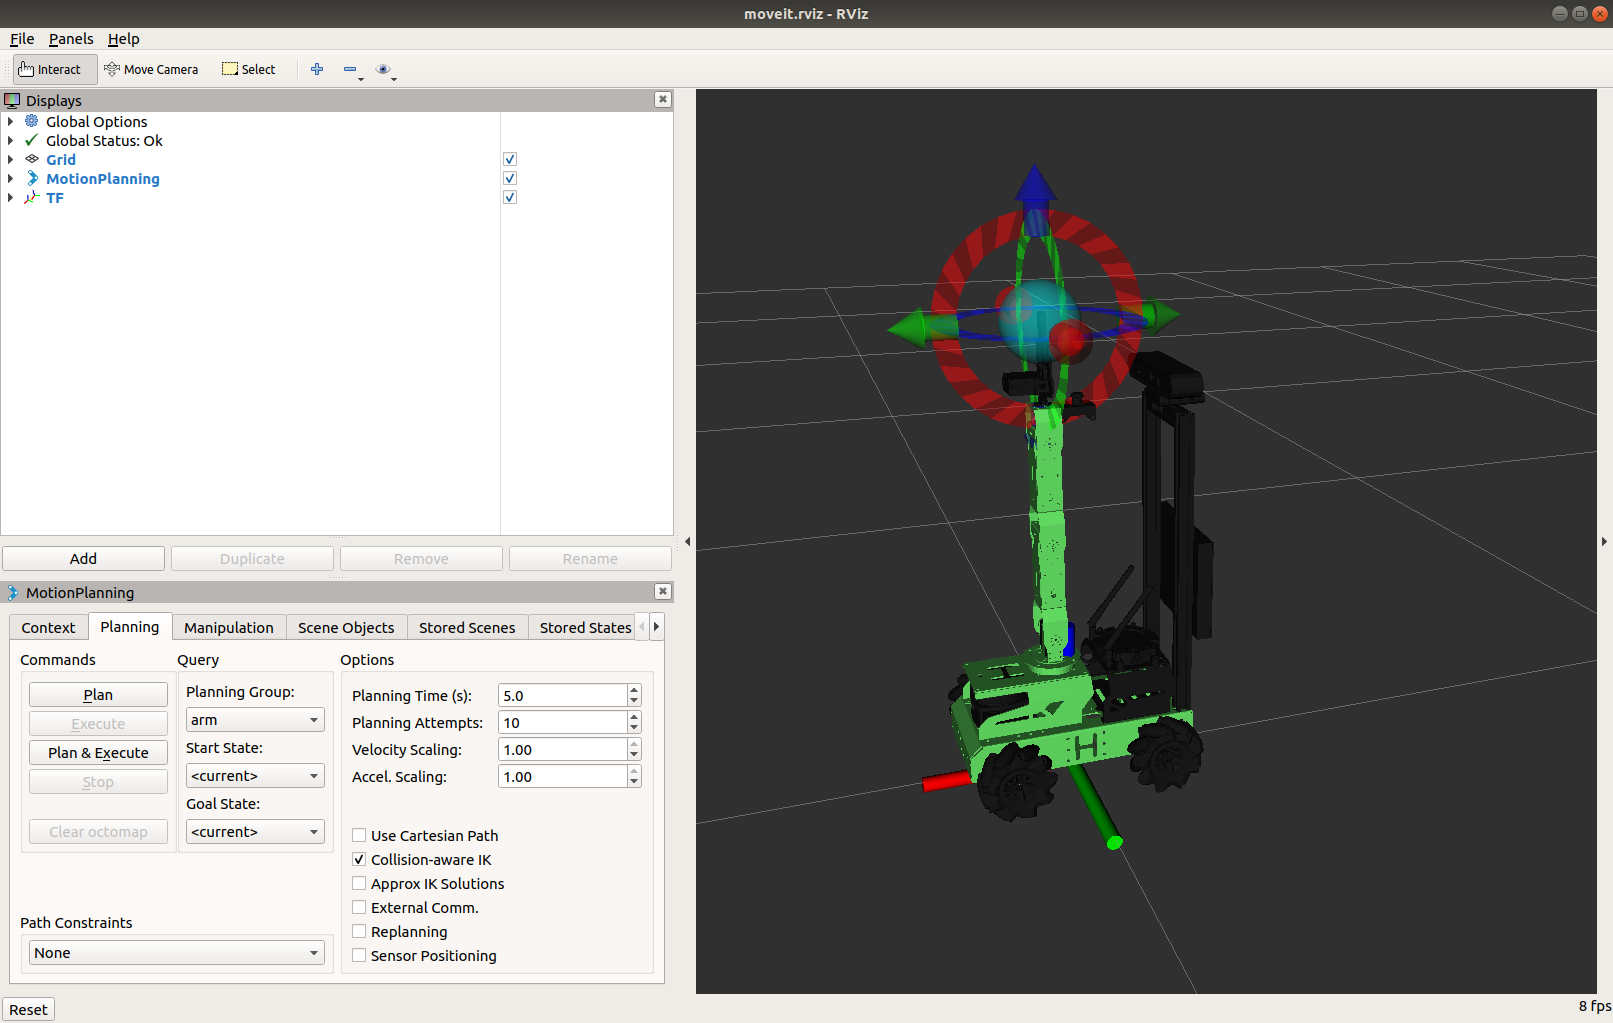 moveit.rviz - RViz
File Panels Help
Interact Move Camera Select
Displays
Global Options
Global Status: Ok
Grid
MotionPlanning
TF
Add Duplicate Remove Rename
MotionPlanning
Context Planning Manipulation Scene Objects Stored Scenes Stored States
Commands Query Options
Plan
Execute
Plan & Execute
Stop
Clear octomap
Planning Group:
arm
Start State:
<current>
Goal State:
<current>
Planning Time (s): 5.0
Planning Attempts: 10
Velocity Scaling: 1.00
Accel. Scaling: 1.00
Use Cartesian Path
Collision-aware IK
Approx IK Solutions
External Comm.
Replanning
Sensor Positioning
Path Constraints
None
Reset
8 fps